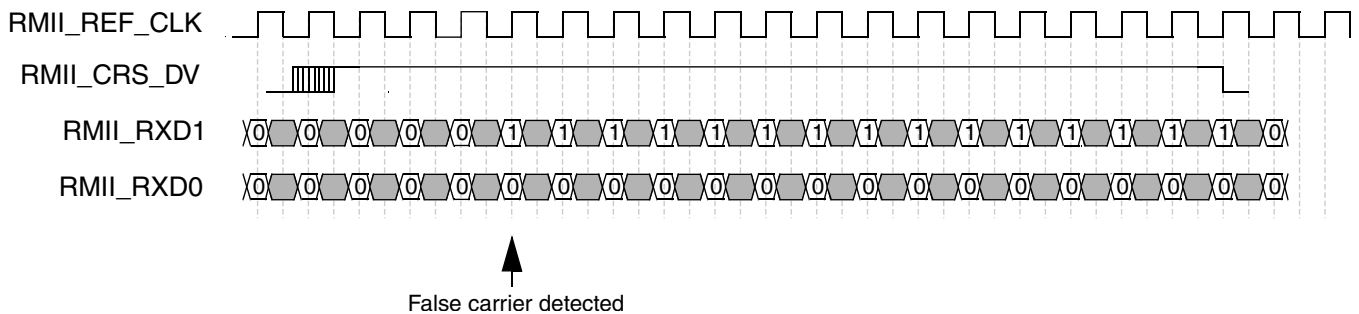 RMII_REF_CLK
RMII_CRS_DV
RMII_RXD1 0 0 0 0 0 1 1 1 1 1 1 1 1 1 1 1 1 1 1 1 0
RMII_RXD0 0 0 0 0 0 0 0 0 0 0 0 0 0 0 0 0 0 0 0 0 0
False carrier detected